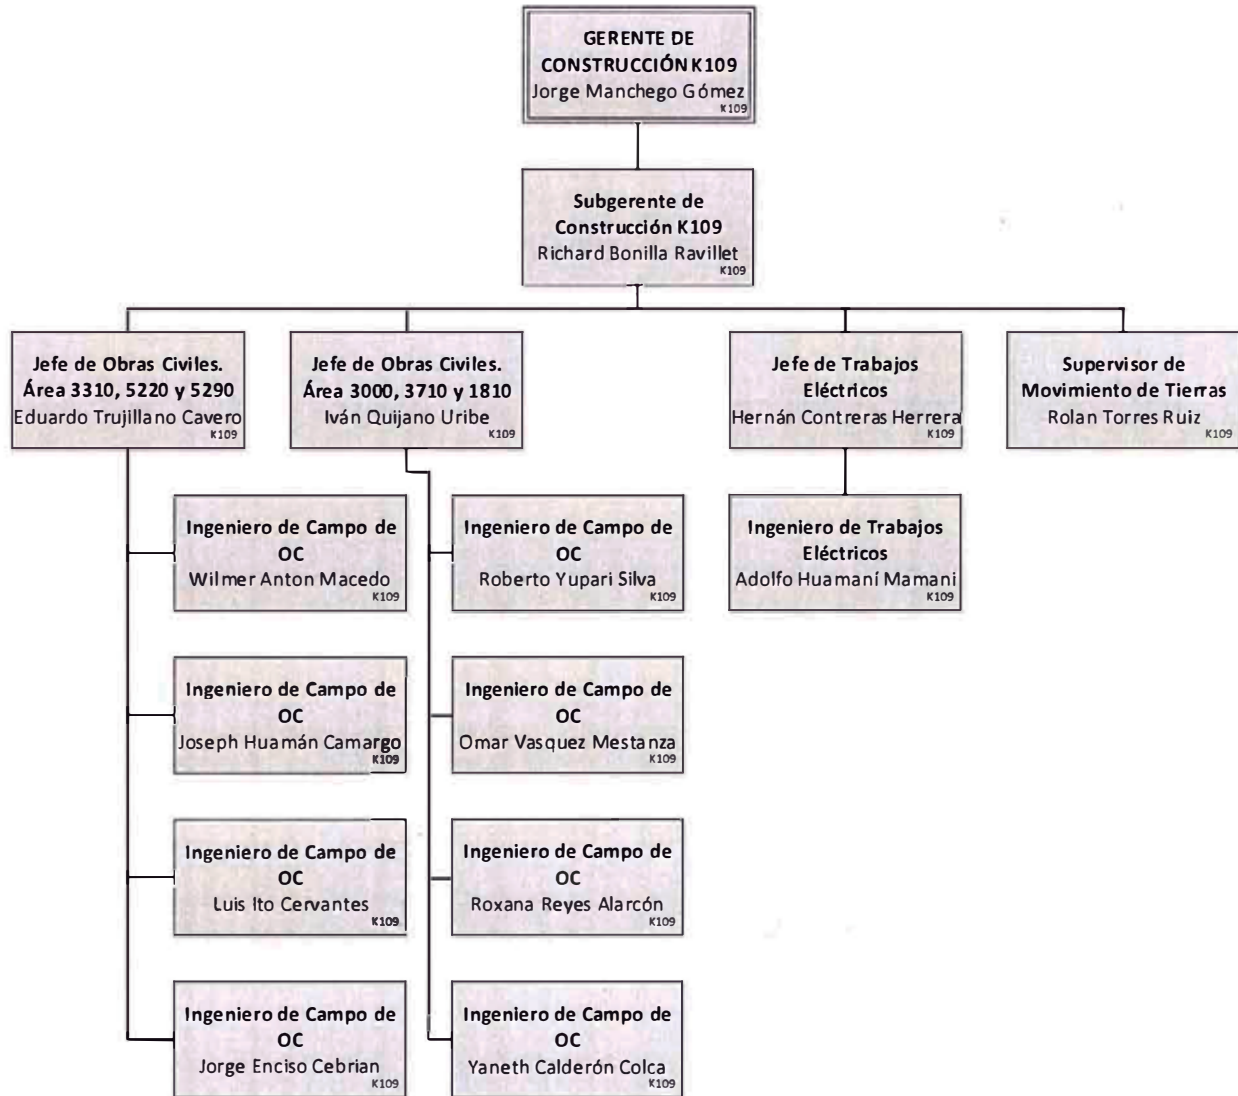 GERENTE DE
CONSTRUCCIÓN K109
Jorge Manchego Gómez
K109
Subgerente de
Construcción K109
Richard Bonilla Ravillet
K109
Jefe de Obras Civiles.
Área 3310, 5220 y 5290
Eduardo Trujillano Cavero
K109
Jefe de Obras Civiles.
Área 3000, 3710 y 1810
Iván Quijano Uribe
K109
Jefe de Trabajos
Eléctricos
Hernán Contreras Herrera
K109
Supervisor de
Movimiento de Tierras
Rolan Torres Ruiz
K109
Ingeniero de Campo de
OC
Wilmer Anton Macedo
K109
Ingeniero de Campo de
OC
Roberto Yupari Silva
K109
Ingeniero de Trabajos
Eléctricos
Adolfo Huamaní Mamani
K109
Ingeniero de Campo de
OC
Joseph Huamán Camargo
K109
Ingeniero de Campo de
OC
Omar Vasquez Mestanza
K109
Ingeniero de Campo de
OC
Luis Ito Cervantes
K109
Ingeniero de Campo de
OC
Roxana Reyes Alarcón
K109
Ingeniero de Campo de
OC
Jorge Enciso Cebrian
K109
Ingeniero de Campo de
OC
Yaneth Calderón Colca
K109